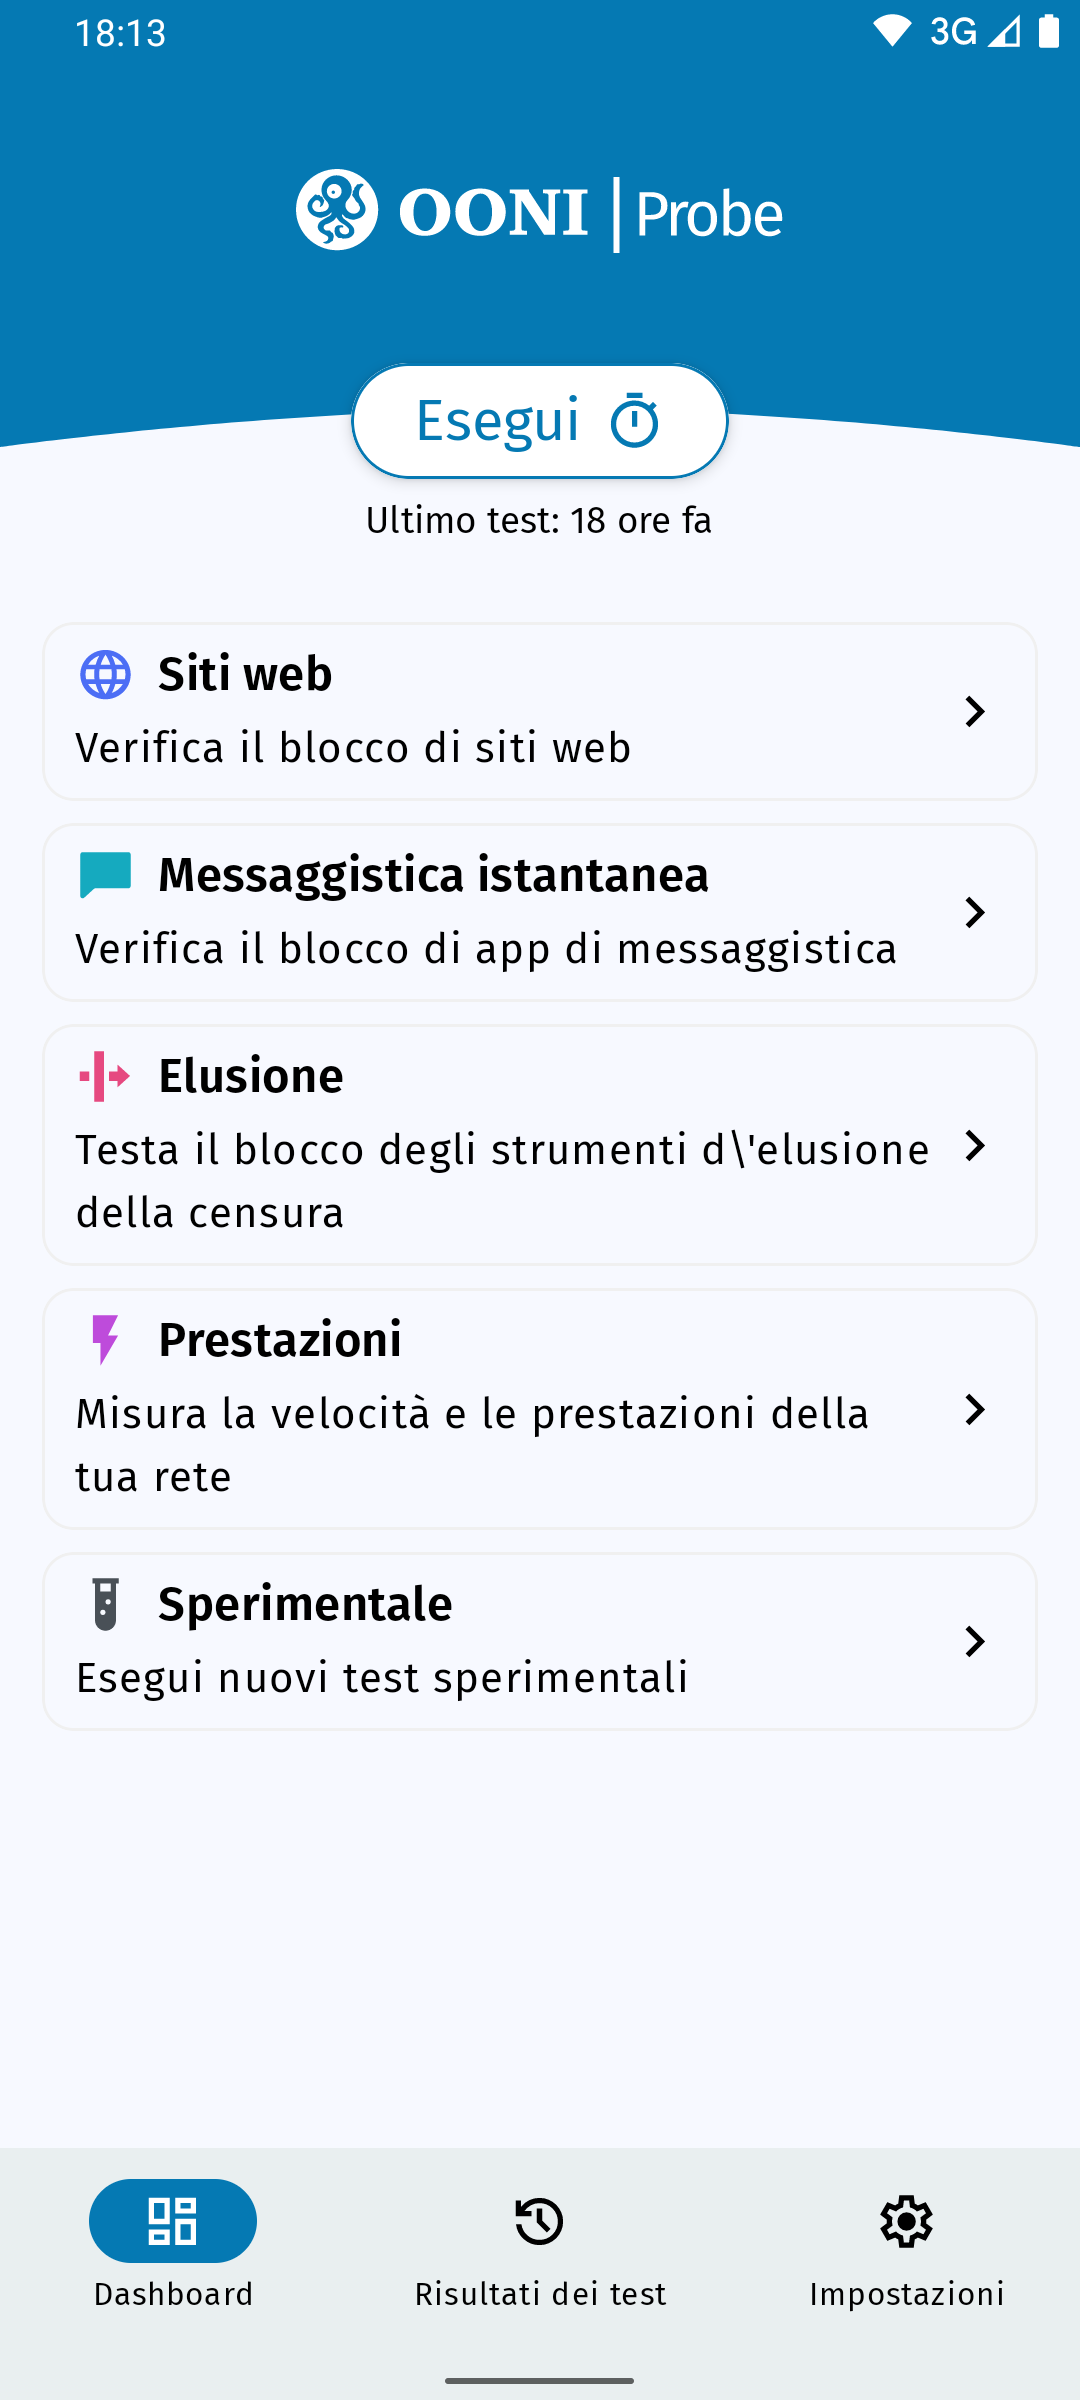 18:13
3G
OONI | Probe
Esegui
Ultimo test: 18 ore fa
Siti web
Verifica il blocco di siti web
Messaggistica istantanea
Verifica il blocco di app di messaggistica
Elusione
Testa il blocco degli strumenti d\'elusione
della censura
Prestazioni
Misura la velocità e le prestazioni della
tua rete
Sperimentale
Esegui nuovi test sperimentali
Dashboard
Risultati dei test
Impostazioni